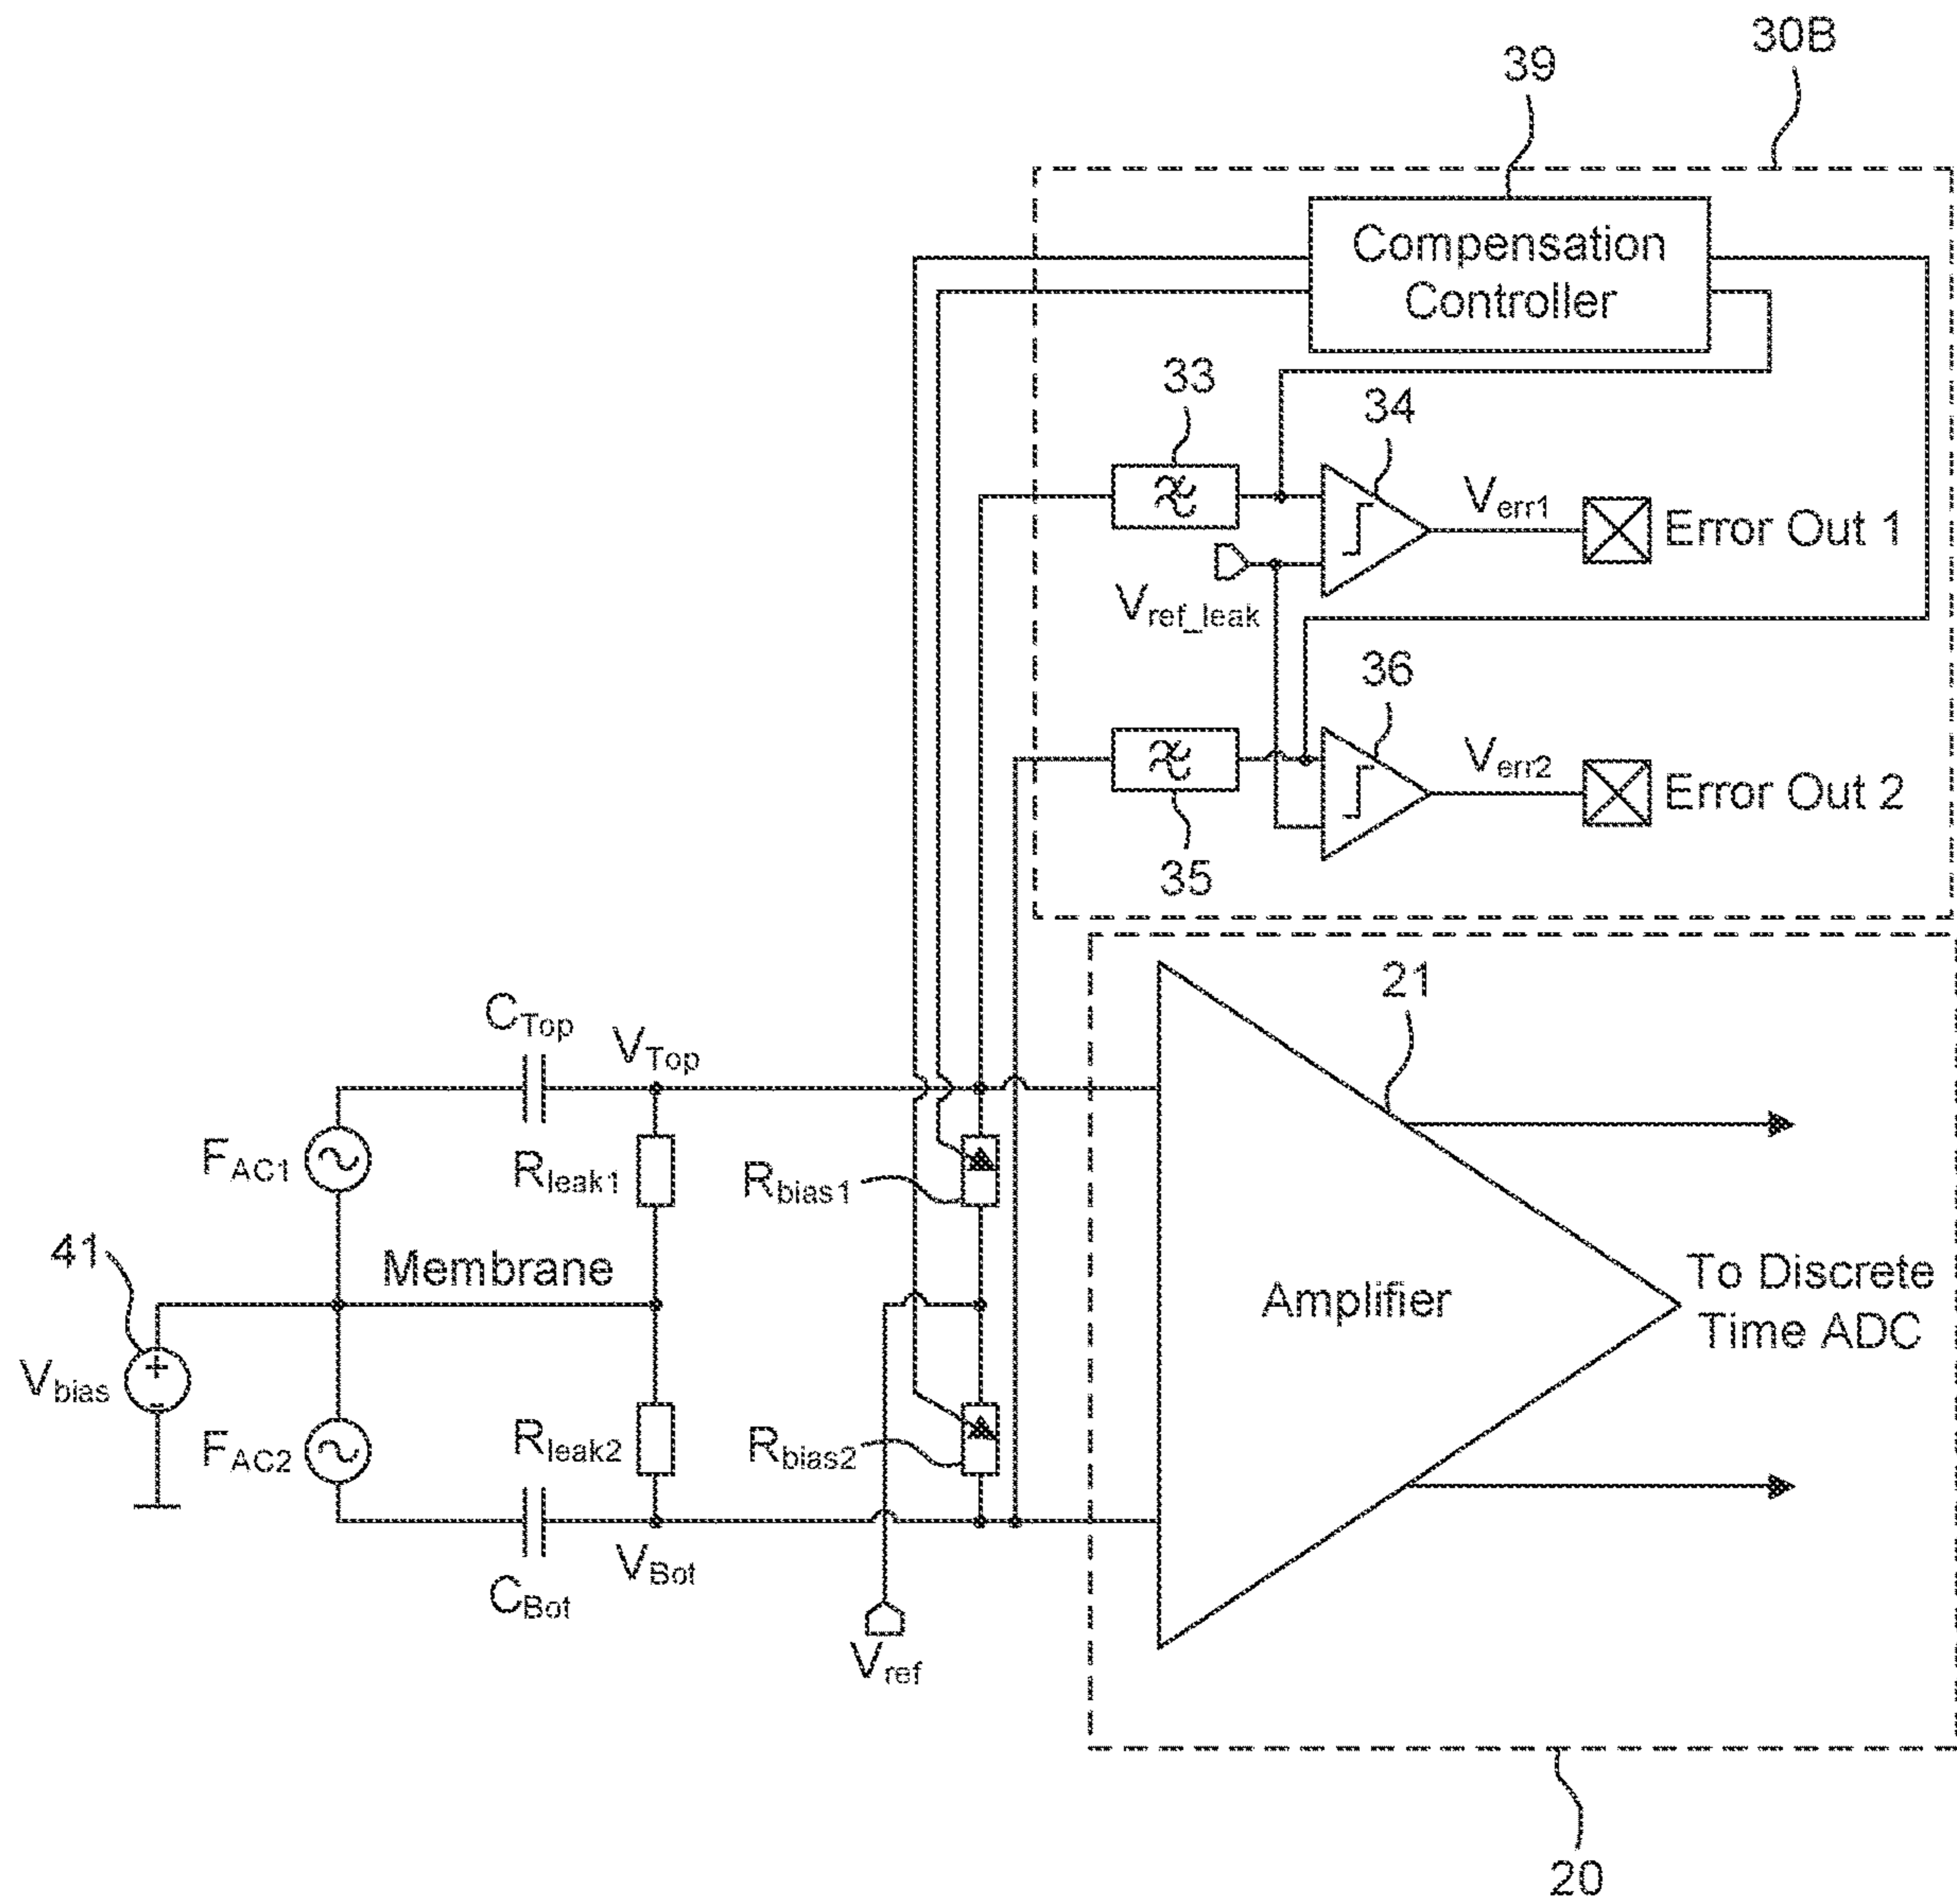 30B
39
Compensation
Controller
33
34
Verr1
Error Out 1
Vref_leak
36
Verr2
Error Out 2
35
21
CTop
VTop
FAC1
Rleak1
Rbias1
41
Membrane
Amplifier
To Discrete
Time ADC
Vbias
+
-
FAC2
Rleak2
Rbias2
VBot
CBot
Vref
20